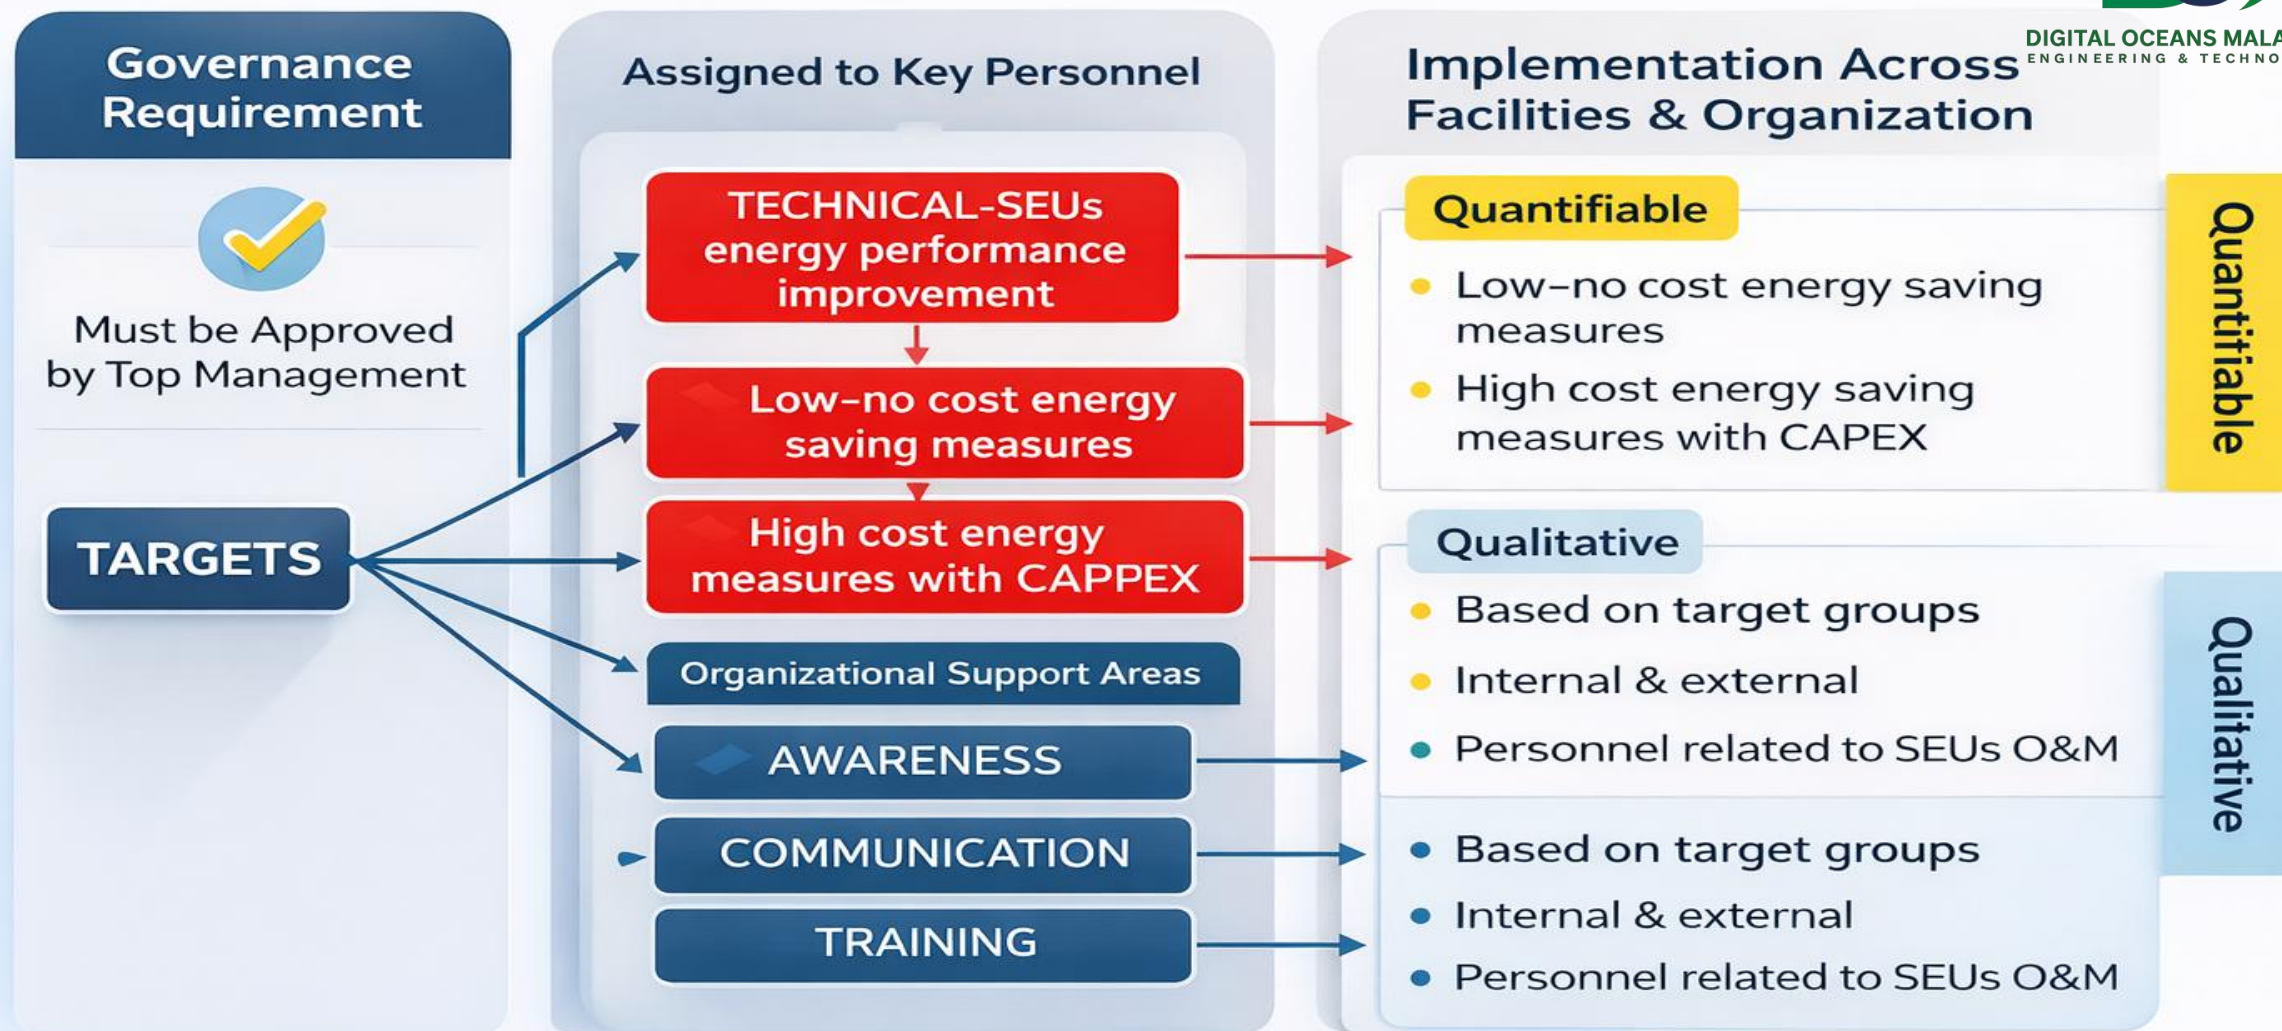 Governance
Requirement
Must be Approved
by Top Management
TARGETS
Assigned to Key Personnel
TECHNICAL-SEUs
energy performance
improvement
Low-no cost energy
saving measures
High cost energy
measures with CAPPEX
Organizational Support Areas
AWARENESS
COMMUNICATION
TRAINING
DIGITAL OCEANS MALA
ENGINEERING & TECHNO
Implementation Across
Facilities & Organization
Quantifiable
Low-no cost energy saving
measures
High cost energy saving
measures with CAPEX
Quantifiable
Qualitative
Based on target groups
Internal & external
Personnel related to SEUs O&M
Based on target groups
Internal & external
Personnel related to SEUs O&M
Qualitative